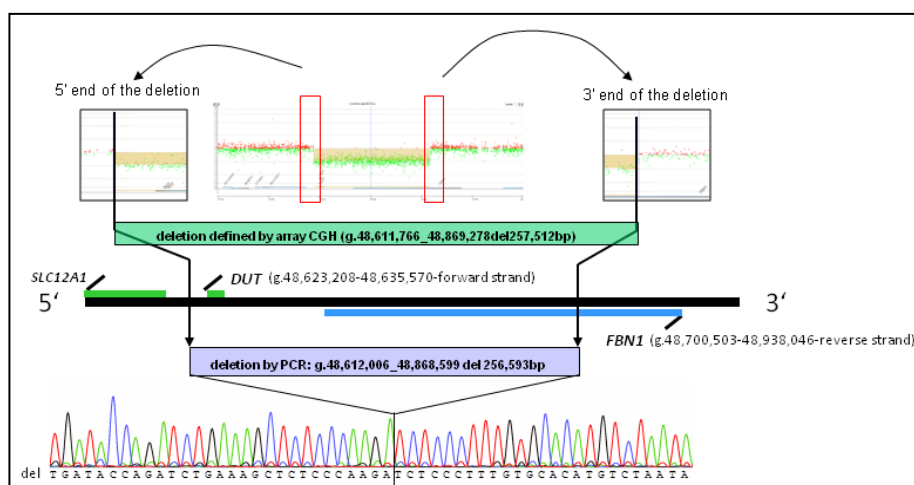 5' end of the deletion
3' end of the deletion
deletion defined by array CGH (g.48,611,766_48,869,278del257,512bp)
SLC12A1
DUT (g.48,623,208-48,635,570-forward strand)
5‘
3‘
FBN1 (g.48,700,503-48,938,046-reverse strand)
deletion by PCR: g.48,612,006_48,868,599 del 256,593bp
del T G A T A C C A G A T C T G A A A G C T C T C C C A A G A T C T C C C T T T G T G C A C A T G T C T A A T A